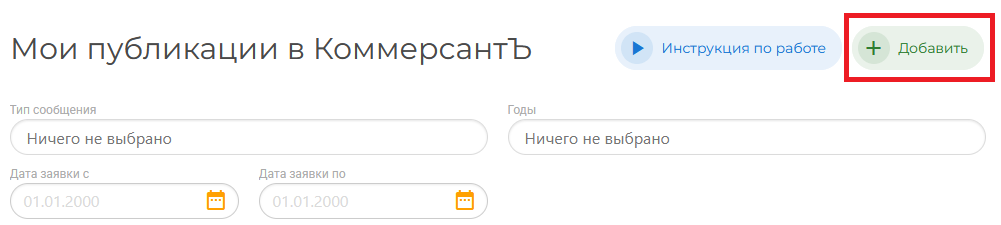 Мои публикации в КоммерсантЪ
Инструкция по работе
Добавить
Тип сообщения
Годы
Ничего не выбрано
Ничего не выбрано
Дата заявки с
Дата заявки по
01.01.2000
01.01.2000